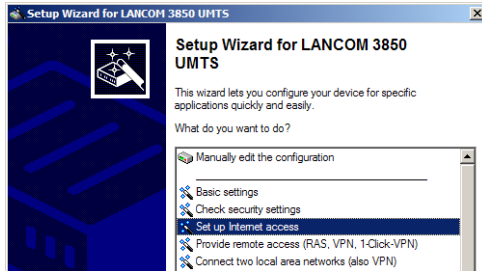 Setup Wizard for LANCOM 3850 UMTS
Setup Wizard for LANCOM 3850
UMTS
This wizard lets you configure your device for specific
applications quickly and easily.
What do you want to do?
Manually edit the configuration
Basic settings
Check security settings
Set up Internet access
Provide remote access (RAS, VPN, 1-Click-VPN)
Connect two local area networks (also VPN)